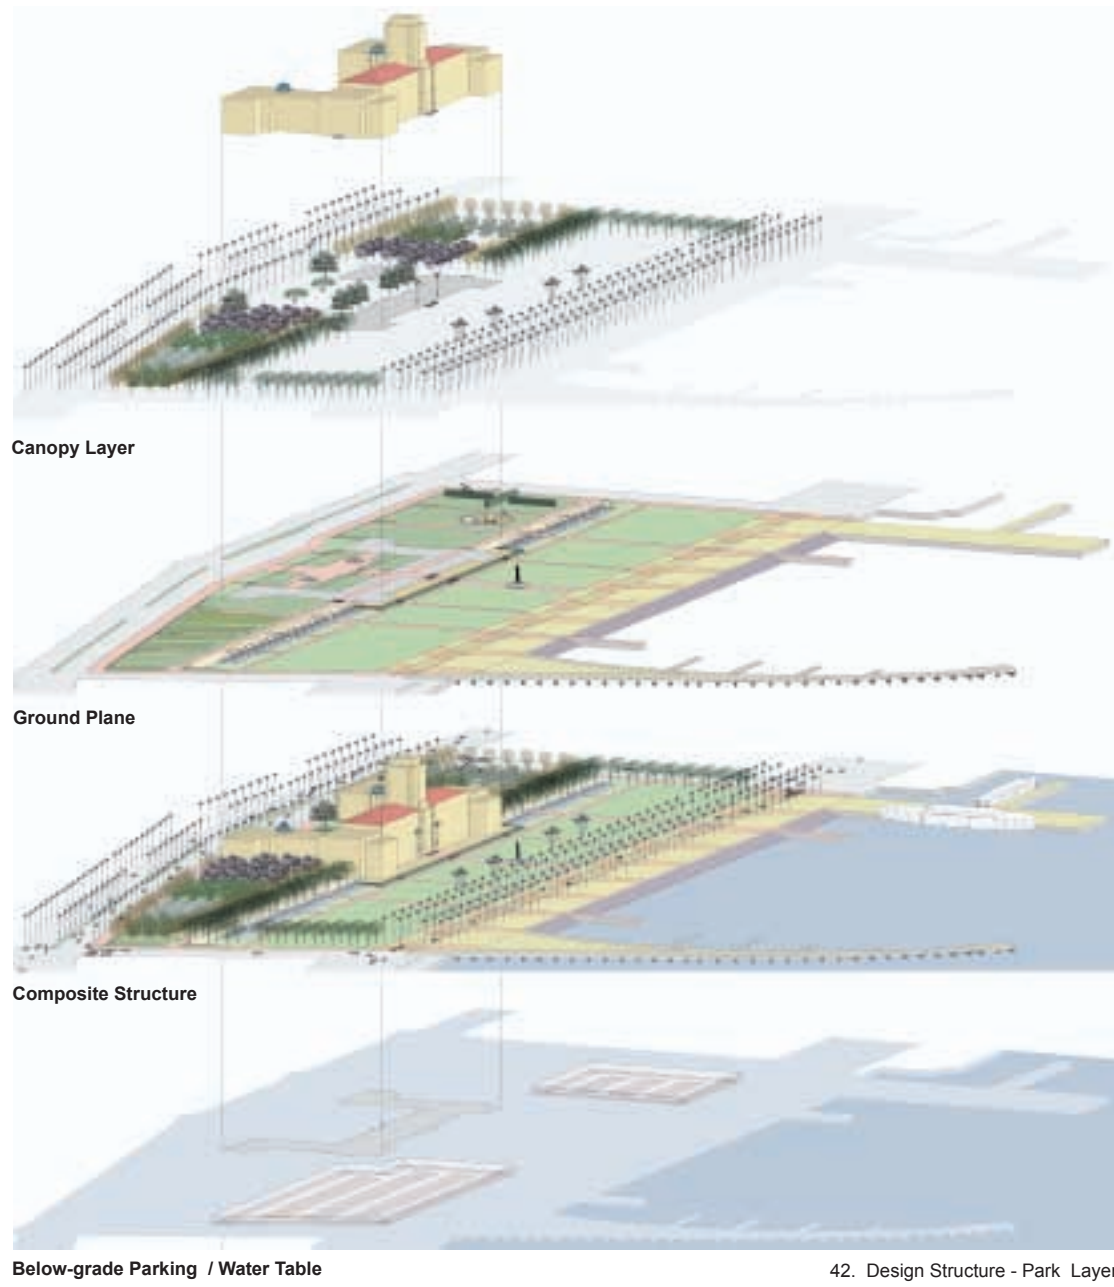 Canopy Layer
Ground Plane
Composite Structure
Below-grade Parking / Water Table
42. Design Structure - Park Layer